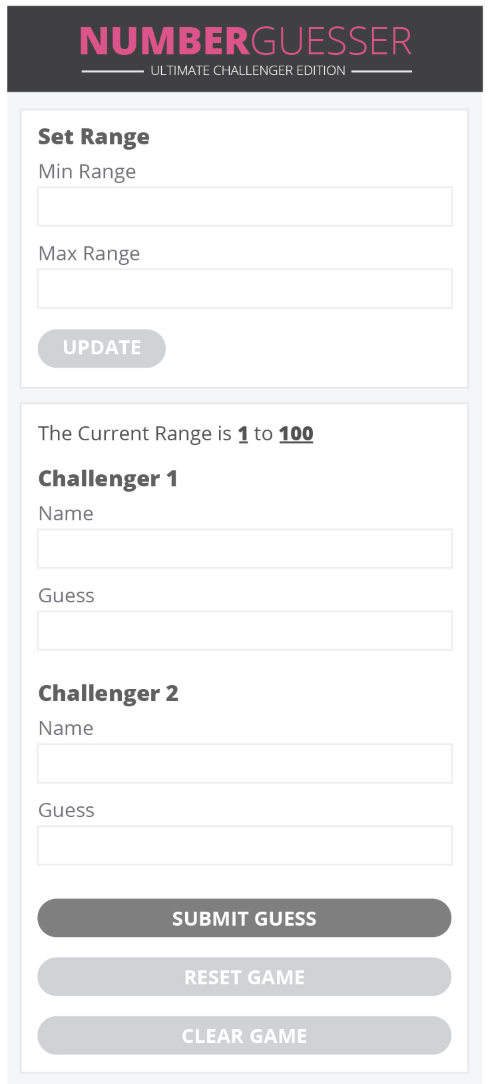 NUMBERGUESSER
ULTIMATE CHALLENGER EDITION
Set Range
Min Range
Max Range
UPDATE
The Current Range is 1 to 100
Challenger 1
Name
Guess
Challenger 2
Name
Guess
SUBMIT GUESS
RESET GAME
CLEAR GAME